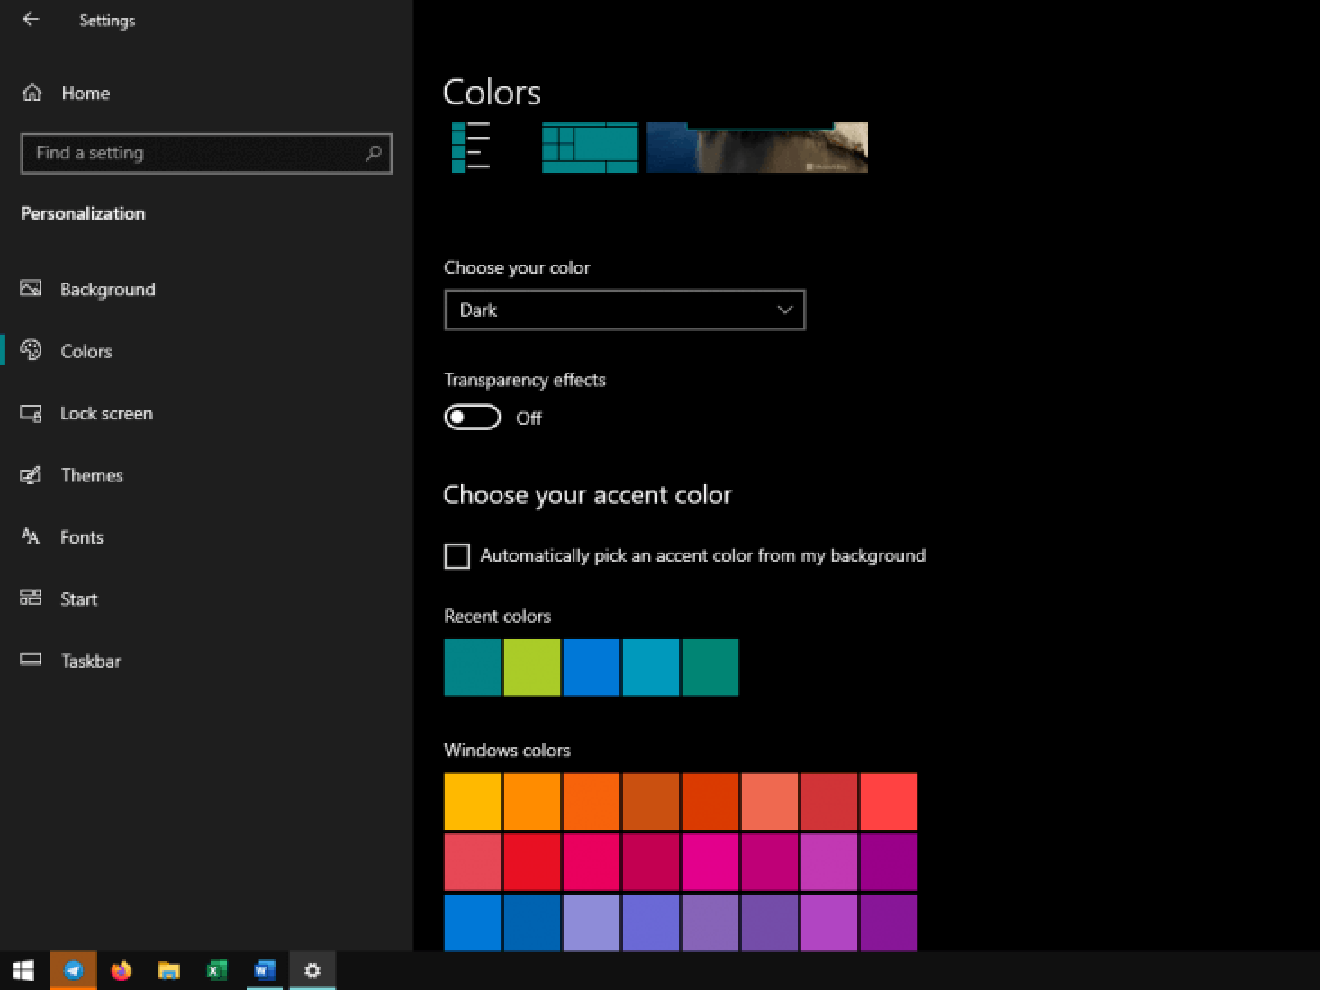 Settings
Home
Find a setting
Personalization
Background
Colors
Lock screen
Themes
Fonts
Start
Taskbar
Colors
Choose your color
Dark
Transparency effects
Off
Choose your accent color
Automatically pick an accent color from my background
Recent colors
Windows colors